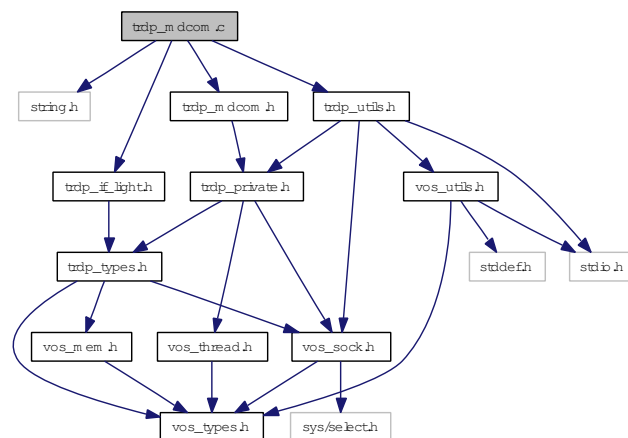 trdp_mdcom.c
string.h
trdp_mdcom.h
trdp_utils.h
trdp_if_light.h
trdp_private.h
vos_utils.h
trdp_types.h
stddef.h
stdio.h
vos_mem.h
vos_thread.h
vos_sock.h
vos_types.h
sys/select.h